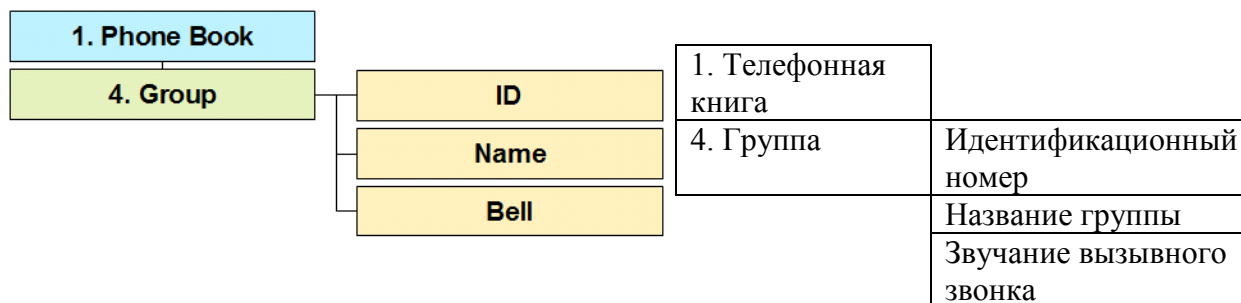 1. Phone Book
4. Group
ID
Name
Bell
1. Телефонная
книга
4. Группа
Идентификационный
номер
Название группы
Звучание вызывного
звонка